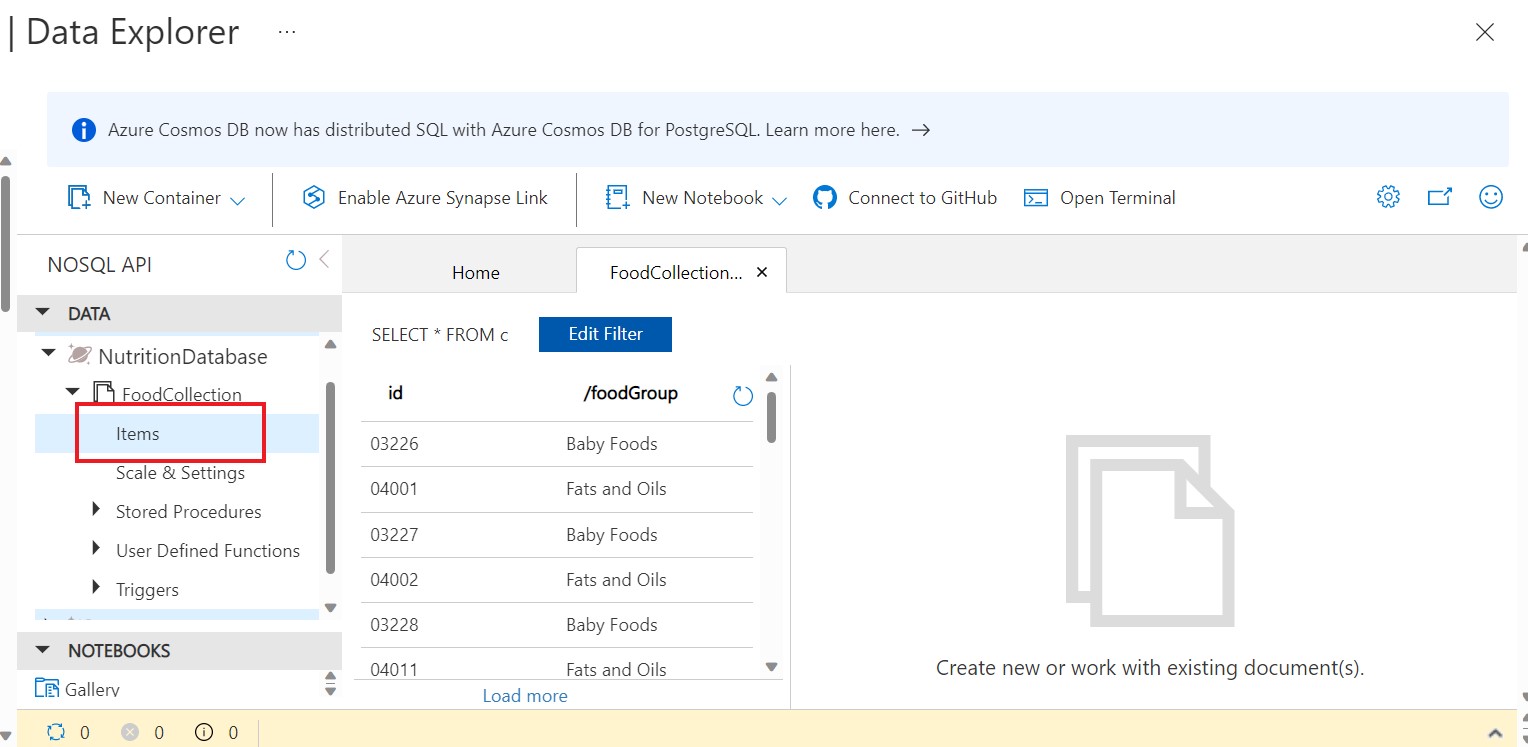 | Data Explorer ...
Azure Cosmos DB now has distributed SQL with Azure Cosmos DB for PostgreSQL. Learn more here. →
New Container
Enable Azure Synapse Link
New Notebook
Connect to GitHub
Open Terminal
NOSQL API
DATA
NutritionDatabase
FoodCollection
Items
Scale & Settings
Stored Procedures
User Defined Functions
Triggers
NOTEBOOKS
Gallery
Home
FoodCollection...
SELECT * FROM c
Edit Filter
id /foodGroup
03226 Baby Foods
04001 Fats and Oils
03227 Baby Foods
04002 Fats and Oils
03228 Baby Foods
04011 Fats and Oils
Load more
Create new or work with existing document(s).
0 0 0